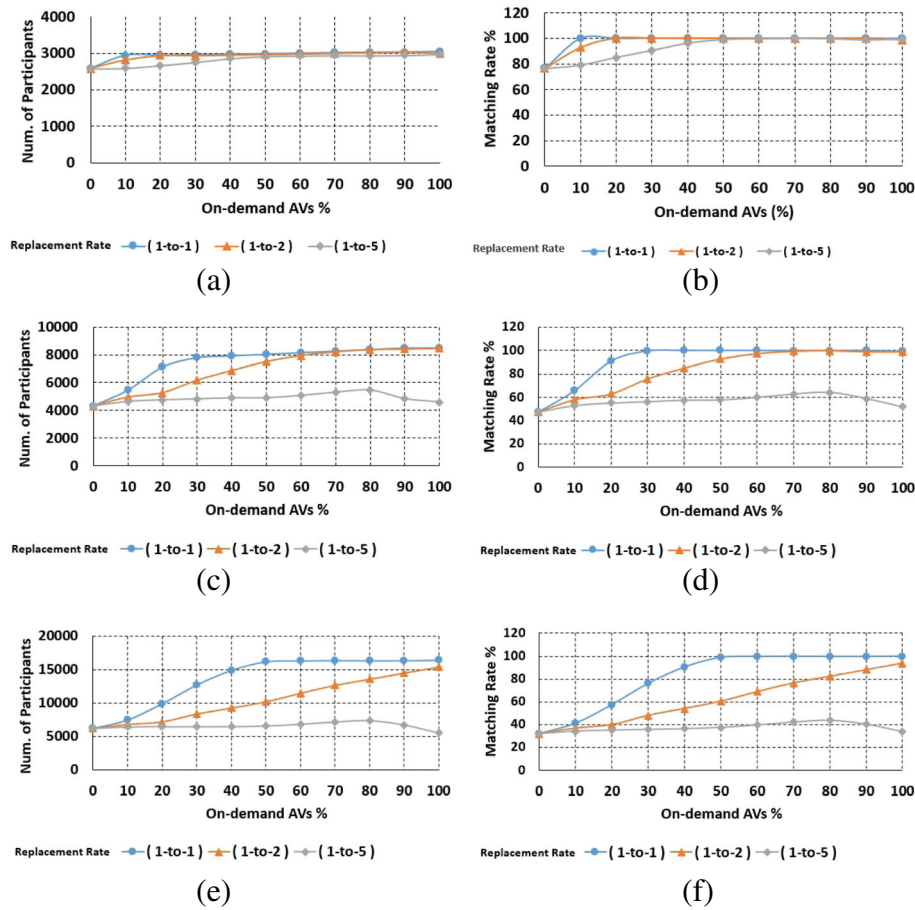 Num. of Participants
4000
3000
2000
1000
0
0 10 20 30 40 50 60 70 80 90 100
On-demand AVs %
Replacement Rate ( 1-to-1 ) ( 1-to-2 ) ( 1-to-5 )
(a)
Matching Rate %
120
100
80
60
40
20
0
0 10 20 30 40 50 60 70 80 90 100
On-demand AVs (%)
Replacement Rate ( 1-to-1 ) ( 1-to-2 ) ( 1-to-5 )
(b)
Num. of Participants
10000
8000
6000
4000
2000
0
0 10 20 30 40 50 60 70 80 90 100
On-demand AVs %
Replacement Rate ( 1-to-1 ) ( 1-to-2 ) ( 1-to-5 )
(c)
Matching Rate %
120
100
80
60
40
20
0
0 10 20 30 40 50 60 70 80 90 100
On-demand AVs %
Replacement Rate ( 1-to-1 ) ( 1-to-2 ) ( 1-to-5 )
(d)
Num. of Participants
20000
15000
10000
5000
0
0 10 20 30 40 50 60 70 80 90 100
On-demand AVs %
Replacement Rate ( 1-to-1 ) ( 1-to-2 ) ( 1-to-5 )
(e)
Matching Rate %
120
100
80
60
40
20
0
0 10 20 30 40 50 60 70 80 90 100
On-demand AVs %
Replacement Rate ( 1-to-1 ) ( 1-to-2 ) ( 1-to-5 )
(f)